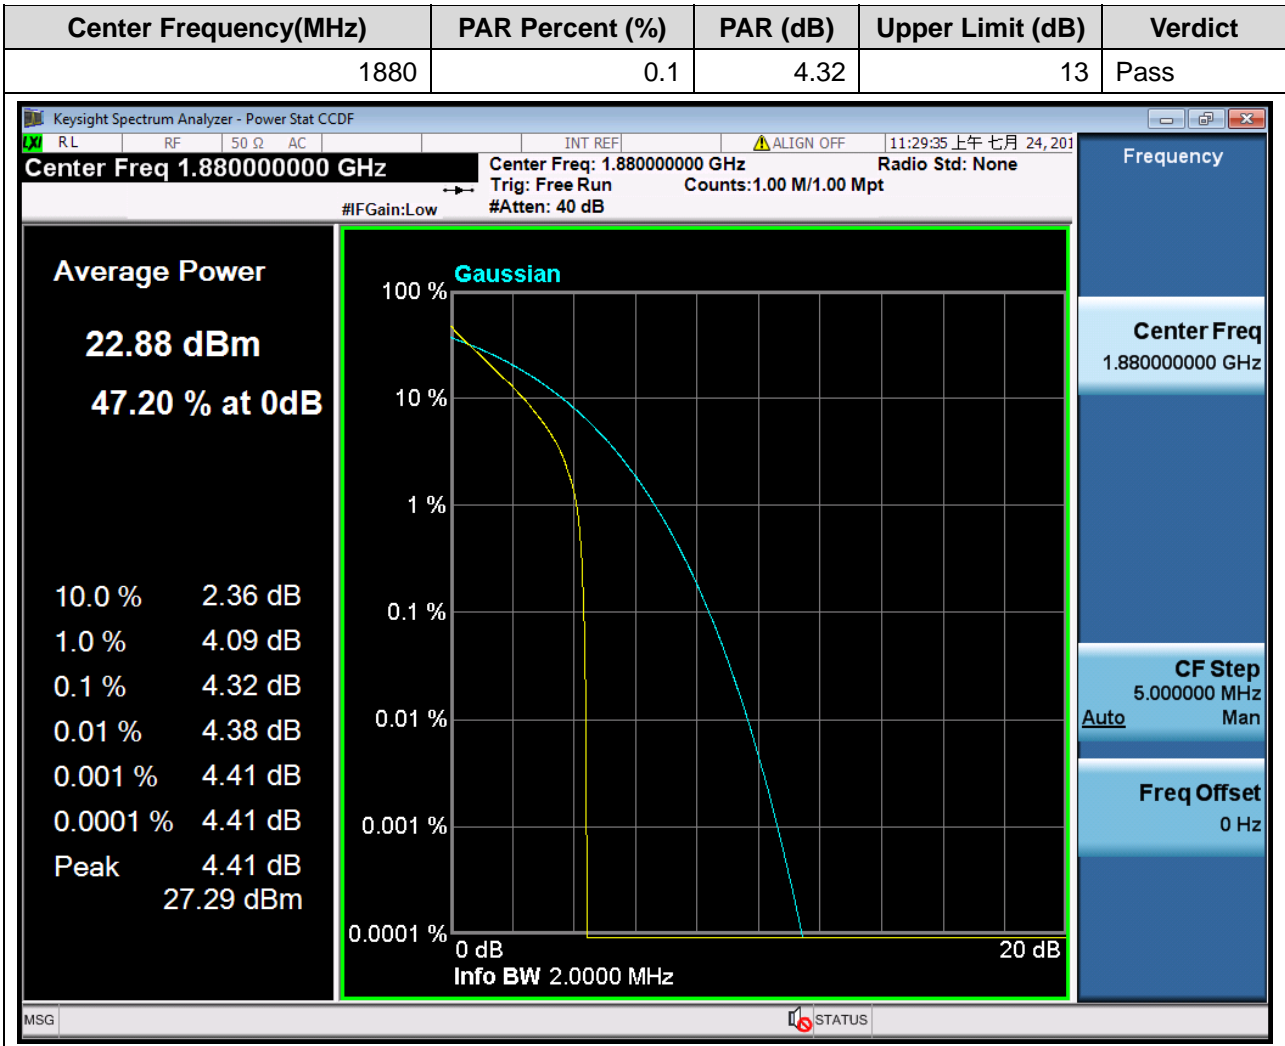 Center Frequency(MHz) PAR Percent (%) PAR (dB) Upper Limit (dB) Verdict
1880 0.1 4.32 13 Pass
Keysight Spectrum Analyzer - Power Stat CCDF
LXI RL RF 50 Ω AC INT REF ALIGN OFF 11:29:35 上午 七月 24, 201
Center Freq 1.880000000 GHz
Center Freq: 1.880000000 GHz Radio Std: None
Trig: Free Run Counts:1.00 M/1.00 Mpt
#IFGain:Low #Atten: 40 dB
Average Power
22.88 dBm
47.20 % at 0dB
10.0 % 2.36 dB
1.0 % 4.09 dB
0.1 % 4.32 dB
0.01 % 4.38 dB
0.001 % 4.41 dB
0.0001 % 4.41 dB
Peak 4.41 dB
27.29 dBm
Gaussian
100 %
10 %
1 %
0.1 %
0.01 %
0.001 %
0.0001 %
0 dB 20 dB
Info BW 2.0000 MHz
Frequency
Center Freq
1.880000000 GHz
CF Step
5.000000 MHz
Auto Man
Freq Offset
0 Hz
MSG STATUS